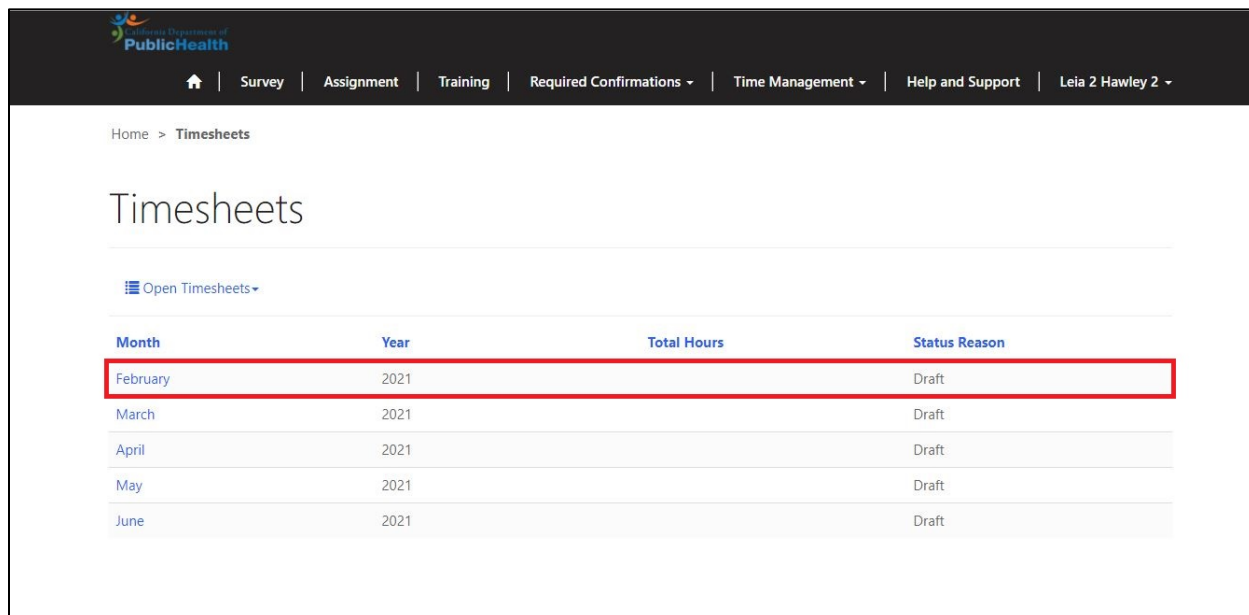 California Department of
PublicHealth
Survey | Assignment | Training | Required Confirmations | Time Management | Help and Support | Leia 2 Hawley 2
Home > Timesheets
Timesheets
Open Timesheets
Month Year Total Hours Status Reason
February 2021 Draft
March 2021 Draft
April 2021 Draft
May 2021 Draft
June 2021 Draft